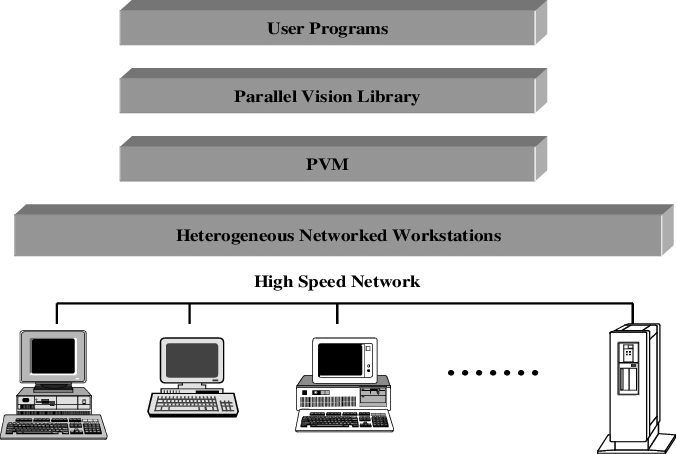 User Programs
Parallel Vision Library
PVM
Heterogeneous Networked Workstations
High Speed Network